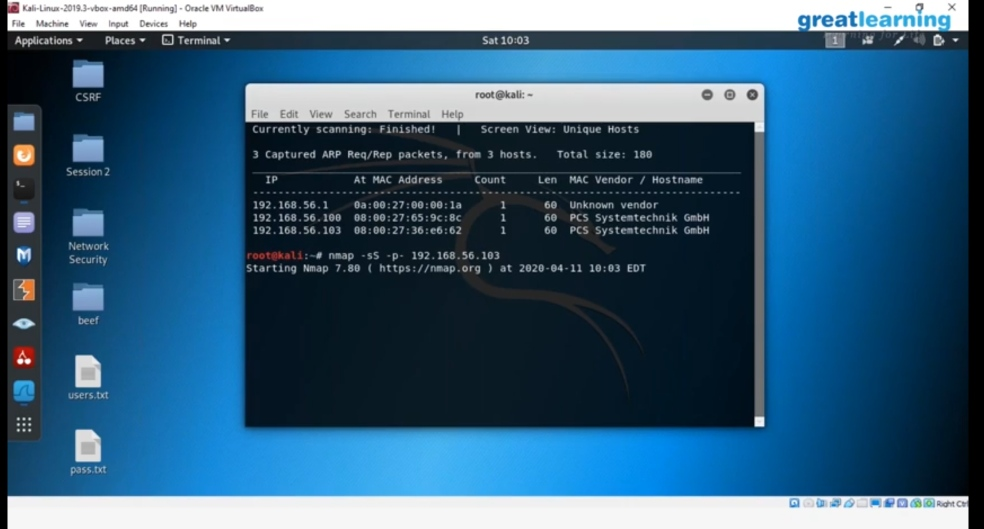 Kali-Linux-2019.3-vbox-amd64 [Running] - Oracle VM VirtualBox
File Machine View Input Devices Help
greatlearning
Applications Places Terminal Sat 10:03 1
CSRF
Session 2
Network
Security
beef
users.txt
pass.txt
root@kali: ~
File Edit View Search Terminal Help
Currently scanning: Finished! | Screen View: Unique Hosts
3 Captured ARP Req/Rep packets, from 3 hosts. Total size: 180
IP At MAC Address Count Len MAC Vendor / Hostname
192.168.56.1 0a:00:27:00:00:1a 1 60 Unknown vendor
192.168.56.100 08:00:27:65:9c:8c 1 60 PCS Systemtechnik GmbH
192.168.56.103 08:00:27:36:e6:62 1 60 PCS Systemtechnik GmbH
root@kali:~# nmap -sS -p- 192.168.56.103
Starting Nmap 7.80 ( https://nmap.org ) at 2020-04-11 10:03 EDT
Right Ctrl